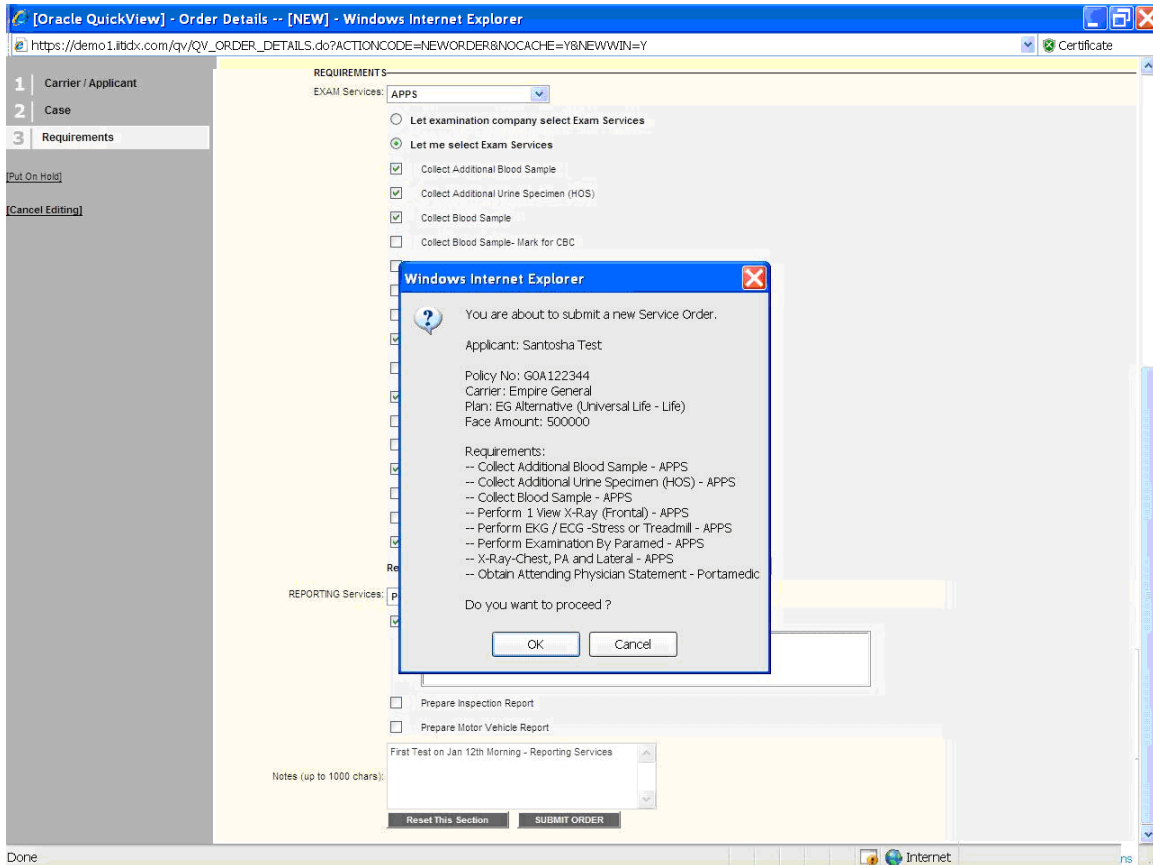 [Oracle QuickView] - Order Details -- [NEW] - Windows Internet Explorer
https://demo1.iitidx.com/qv/QV_ORDER_DETAILS.do?ACTIONCODE=NEWORDER&NOCACHE=Y&NEWWIN=Y
Certificate
1 Carrier / Applicant
2 Case
3 Requirements
[Put On Hold]
[Cancel Editing]
REQUIREMENTS
EXAM Services: APPS
Let examination company select Exam Services
Let me select Exam Services
Collect Additional Blood Sample
Collect Additional Urine Specimen (HOS)
Collect Blood Sample
Collect Blood Sample- Mark for CBC
Windows Internet Explorer
You are about to submit a new Service Order.
Applicant: Santosha Test
Policy No: G0A122344
Carrier: Empire General
Plan: EG Alternative (Universal Life - Life)
Face Amount: 500000
Requirements:
-- Collect Additional Blood Sample - APPS
-- Collect Additional Urine Specimen (HOS) - APPS
-- Collect Blood Sample - APPS
-- Perform 1 View X-Ray (Frontal) - APPS
-- Perform EKG / ECG -Stress or Treadmill - APPS
-- Perform Examination By Paramed - APPS
-- X-Ray-Chest, PA and Lateral - APPS
-- Obtain Attending Physician Statement - Portamedic
Do you want to proceed ?
OK Cancel
Re
REPORTING Services: P
Prepare Inspection Report
Prepare Motor Vehicle Report
First Test on Jan 12th Morning - Reporting Services
Notes (up to 1000 chars):
Reset This Section SUBMIT ORDER
Done
Internet
ns